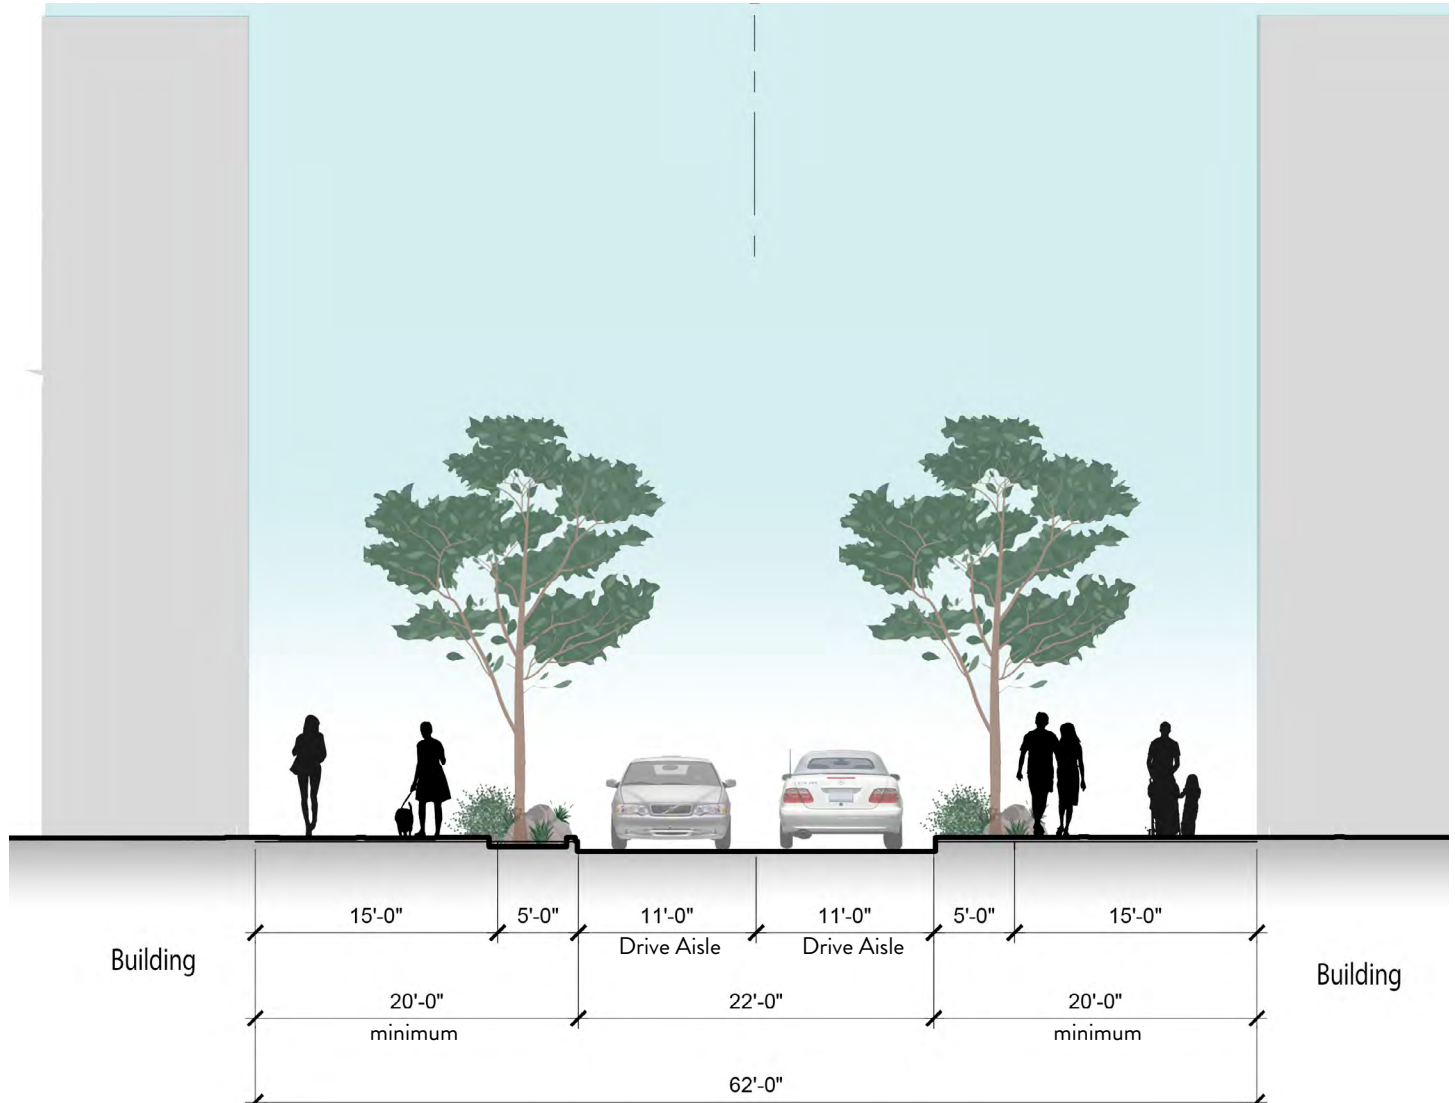 15'-0" 5'-0" 11'-0" 11'-0" 5'-0" 15'-0"
Drive Aisle Drive Aisle
Building Building
20'-0" 22'-0" 20'-0"
minimum minimum
62'-0"